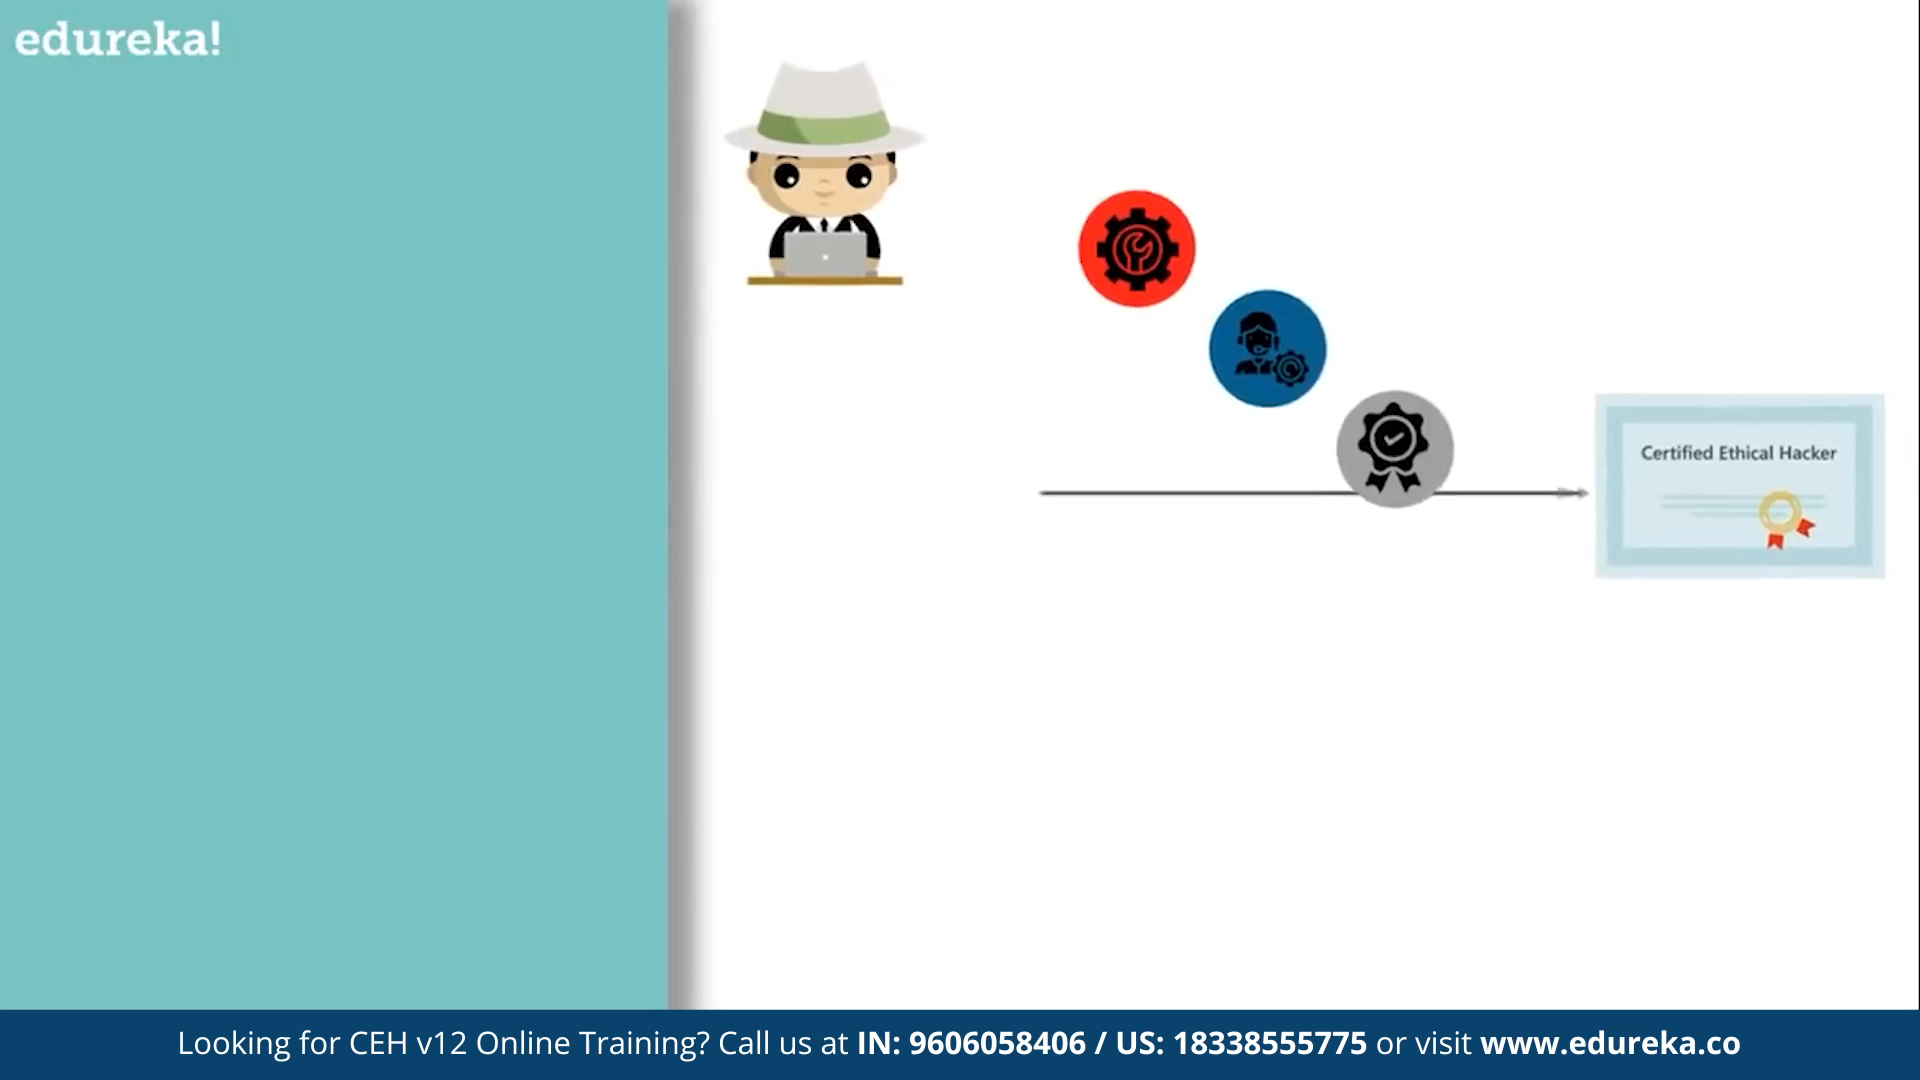 edureka!
Certified Ethical Hacker
Looking for CEH v12 Online Training? Call us at IN: 9606058406 / US: 18338555775 or visit www.edureka.co